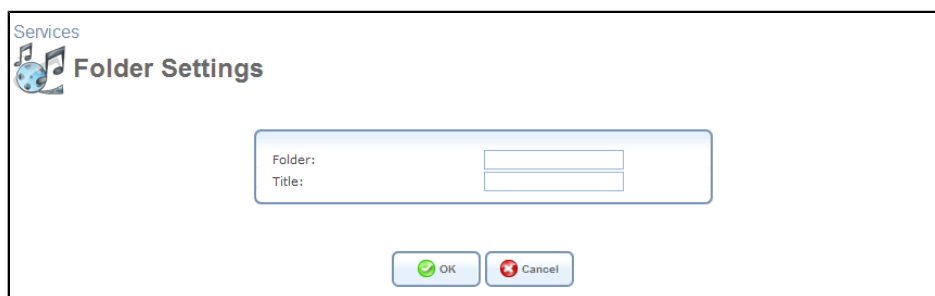 Services
Folder Settings
Folder:
Title:
OK Cancel